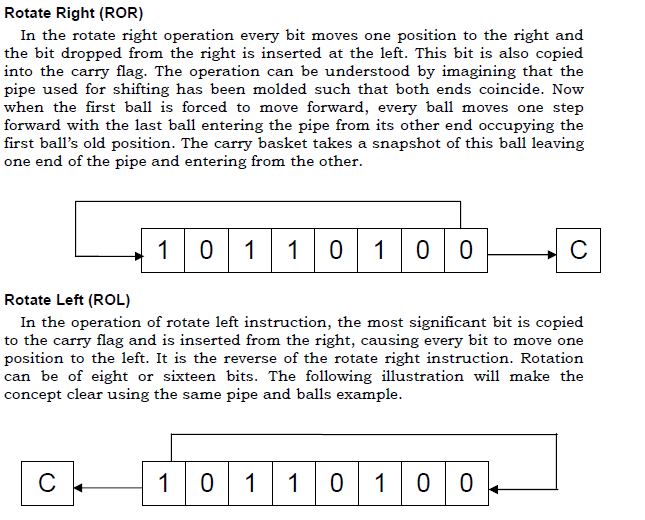 Rotate Right (ROR)
In the rotate right operation every bit moves one position to the right and
the bit dropped from the right is inserted at the left. This bit is also copied
into the carry flag. The operation can be understood by imagining that the
pipe used for shifting has been molded such that both ends coincide. Now
when the first ball is forced to move forward, every ball moves one step
forward with the last ball entering the pipe from its other end occupying the
first ball’s old position. The carry basket takes a snapshot of this ball leaving
one end of the pipe and entering from the other.
1 0 1 1 0 1 0 0 C
Rotate Left (ROL)
In the operation of rotate left instruction, the most significant bit is copied
to the carry flag and is inserted from the right, causing every bit to move one
position to the left. It is the reverse of the rotate right instruction. Rotation
can be of eight or sixteen bits. The following illustration will make the
concept clear using the same pipe and balls example.
C 1 0 1 1 0 1 0 0